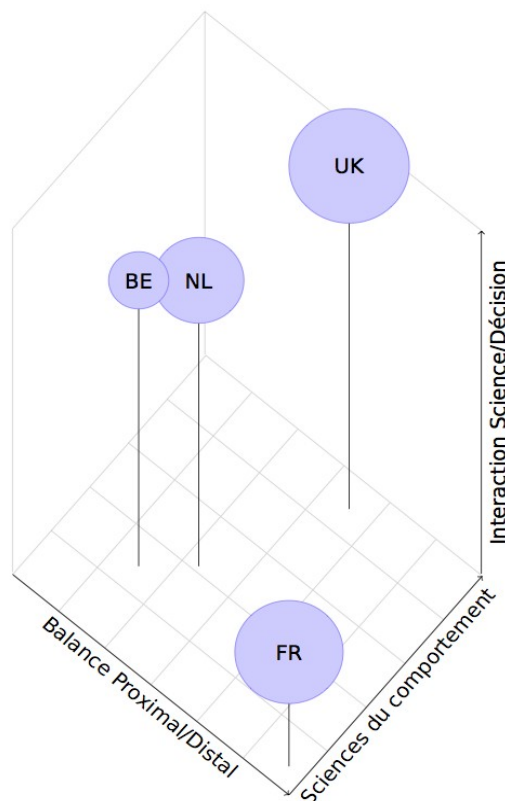 UK
BE
NL
FR
Interaction Science/Décision
Balance Proximal/Distal
Sciences du comportement